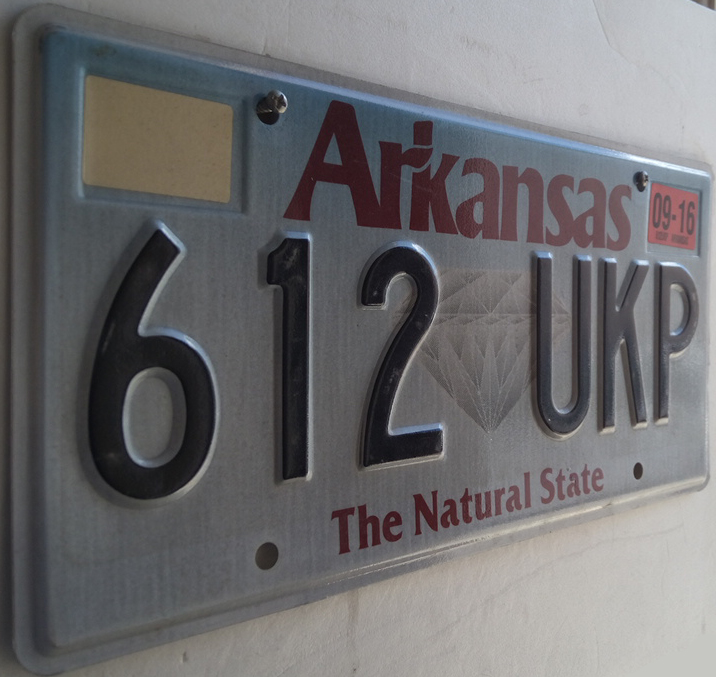 Arkansas
09-16
612 UKP
The Natural State